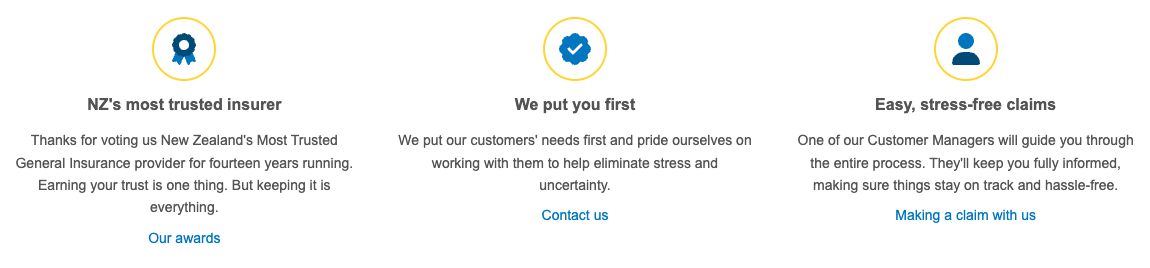 NZ's most trusted insurer
Thanks for voting us New Zealand's Most Trusted
General Insurance provider for fourteen years running.
Earning your trust is one thing. But keeping it is
everything.
Our awards
We put you first
We put our customers' needs first and pride ourselves on
working with them to help eliminate stress and
uncertainty.
Contact us
Easy, stress-free claims
One of our Customer Managers will guide you through
the entire process. They'll keep you fully informed,
making sure things stay on track and hassle-free.
Making a claim with us